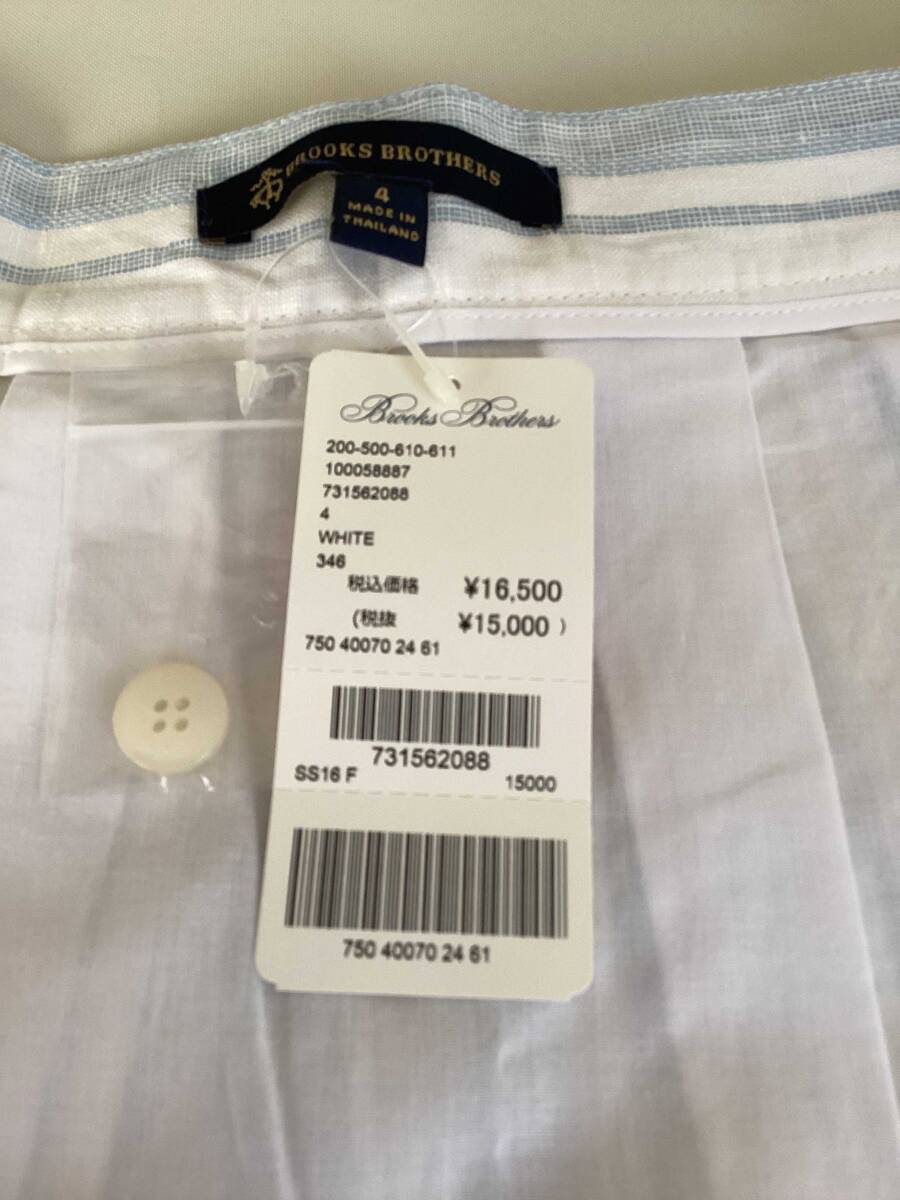 BROOKS BROTHERS
4
MADE IN
THAILAND
Brooks Brothers
200-500-610-611
100058887
731562088
4
WHITE
346
税込価格 ¥16,500
(税抜 ¥15,000 )
750 40070 24 61
731562088
SS16 F 15000
750 40070 24 61